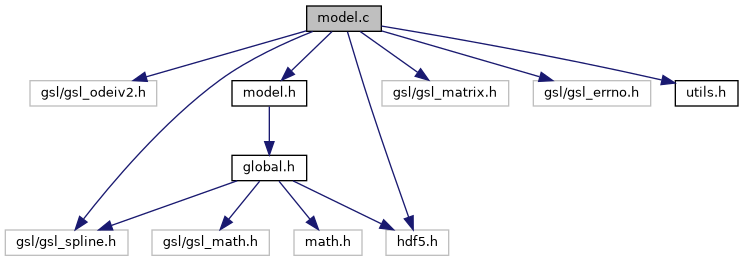 model.c
gsl/gsl_odeiv2.h
model.h
gsl/gsl_matrix.h
gsl/gsl_errno.h
utils.h
global.h
gsl/gsl_spline.h
gsl/gsl_math.h
math.h
hdf5.h